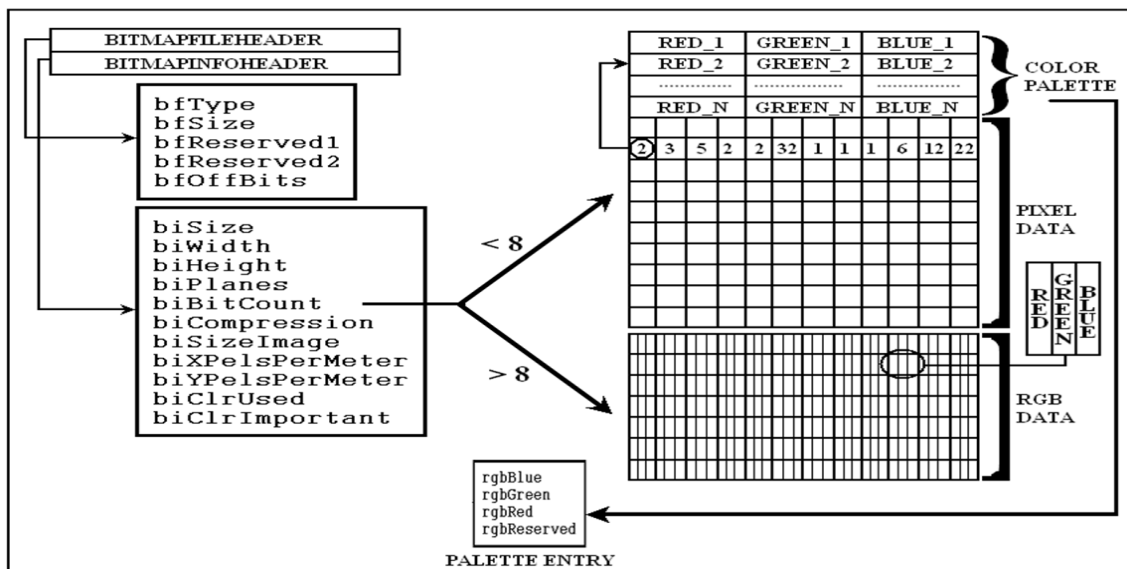 BITMAPFILEHEADER
BITMAPINFOHEADER
bfType
bfSize
bfReserved1
bfReserved2
bfOffBits
biSize
biWidth
biHeight
biPlanes
biBitCount
biCompression
biSizeImage
biXPelsPerMeter
biYPelsPerMeter
biClrUsed
biClrImportant
< 8
> 8
RED_1 GREEN_1 BLUE_1
RED_2 GREEN_2 BLUE_2
............ ............ ............
RED_N GREEN_N BLUE_N
2 3 5 2 2 32 1 1 1 6 12 22
COLOR
PALETTE
PIXEL
DATA
RED
GREEN
BLUE
RGB
DATA
rgbBlue
rgbGreen
rgbRed
rgbReserved
PALETTE ENTRY